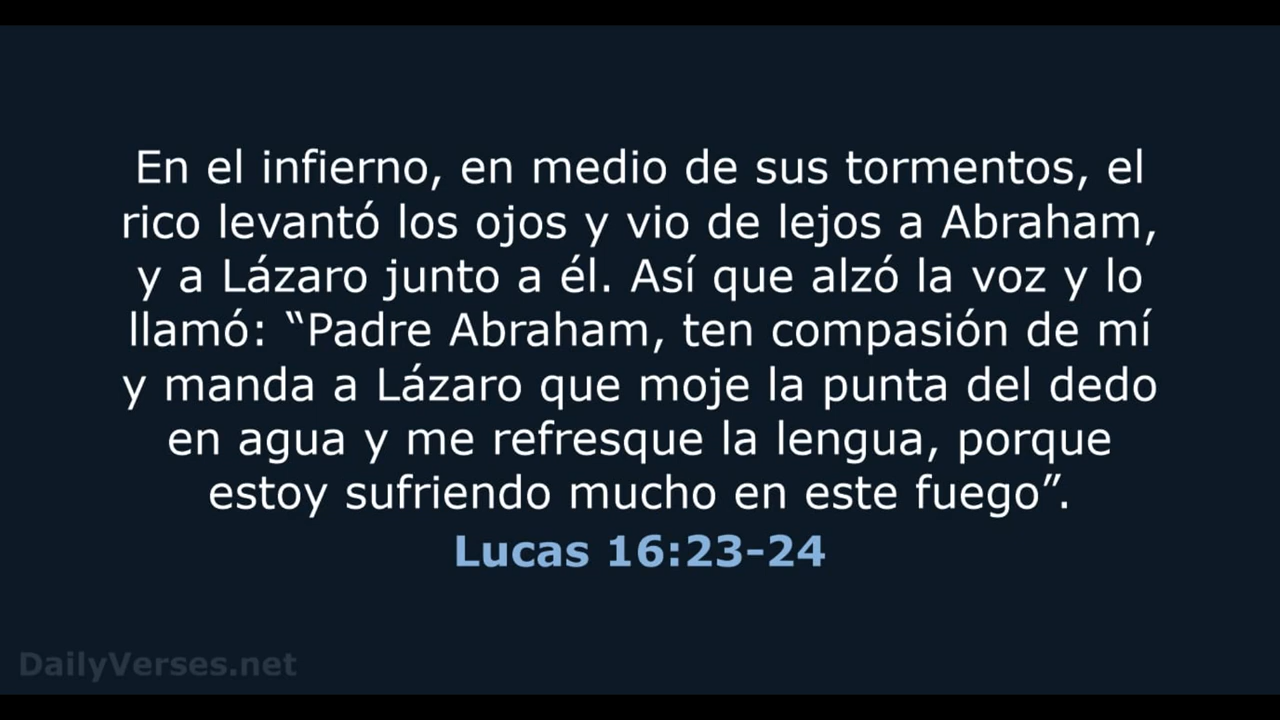 En el infierno, en medio de sus tormentos, el
rico levantó los ojos y vio de lejos a Abraham,
y a Lázaro junto a él. Así que alzó la voz y lo
llamó: “Padre Abraham, ten compasión de mí
y manda a Lázaro que moje la punta del dedo
en agua y me refresque la lengua, porque
estoy sufriendo mucho en este fuego”.
Lucas 16:23-24
DailyVerses.net